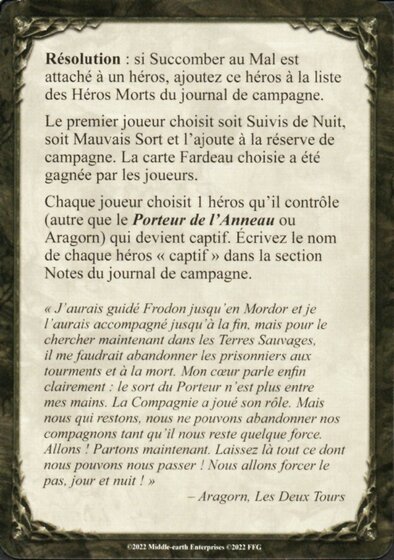 Résolution : si Succomber au Mal est
attaché à un héros, ajoutez ce héros à la liste
des Héros Morts du journal de campagne.
Le premier joueur choisit soit Suivis de Nuit,
soit Mauvais Sort et l'ajoute à la réserve de
campagne. La carte Fardeau choisie a été
gagnée par les joueurs.
Chaque joueur choisit 1 héros qu'il contrôle
(autre que le Porteur de l'Anneau ou
Aragorn) qui devient captif. Écrivez le nom
de chaque héros « captif » dans la section
Notes du journal de campagne.
« J'aurais guidé Frodon jusqu'en Mordor et je
l'aurais accompagné jusqu'à la fin, mais pour le
chercher maintenant dans les Terres Sauvages,
il me faudrait abandonner les prisonniers aux
tourments et à la mort. Mon cœur parle enfin
clairement : le sort du Porteur n'est plus entre
mes mains. La Compagnie a joué son rôle. Mais
nous qui restons, nous ne pouvons abandonner nos
compagnons tant qu'il nous reste quelque force.
Allons ! Partons maintenant. Laissez là tout ce dont
nous pouvons nous passer ! Nous allons forcer le
pas, jour et nuit ! »
– Aragorn, Les Deux Tours
©2022 Middle-earth Enterprises ©2022 FFG